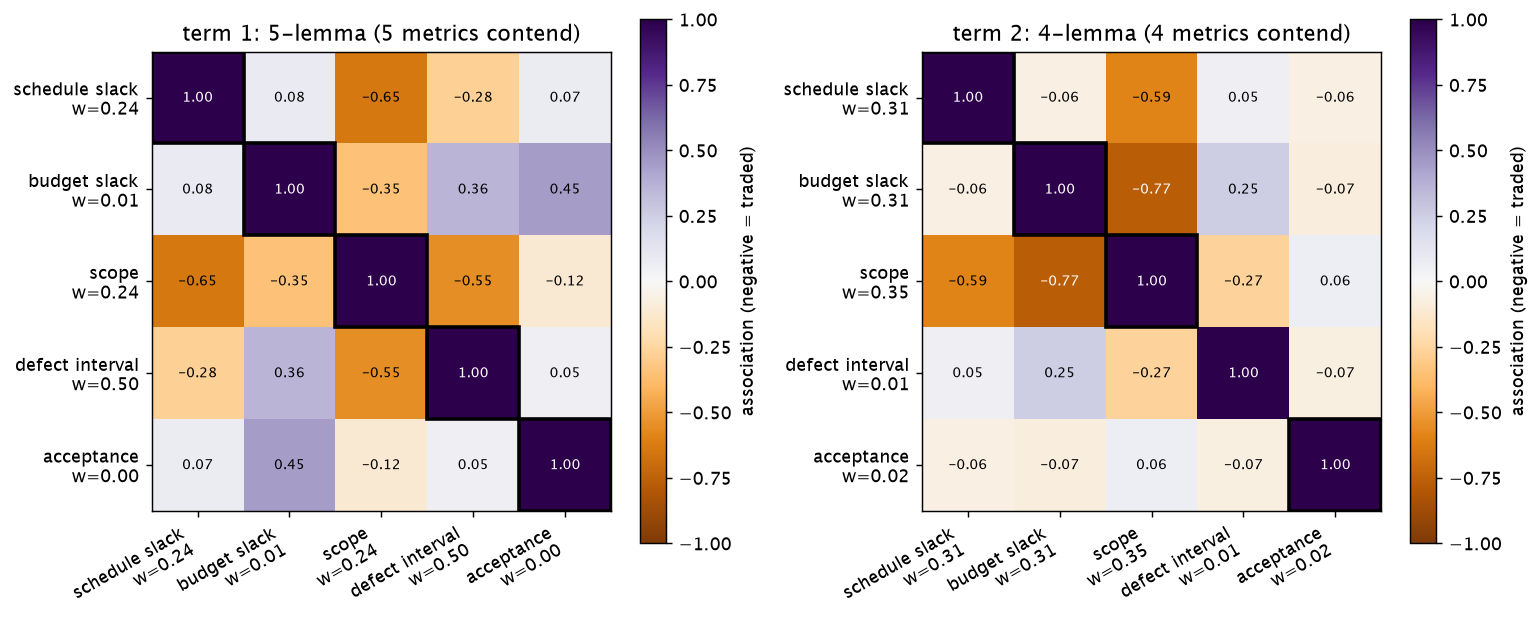 term 1: 5-lemma (5 metrics contend)
schedule slack
w=0.24
budget slack
w=0.01
scope
w=0.24
defect interval
w=0.50
acceptance
w=0.00
1.00 0.08 −0.65 −0.28 0.07
0.08 1.00 −0.35 0.36 0.45
−0.65 −0.35 1.00 −0.55 −0.12
−0.28 0.36 −0.55 1.00 0.05
0.07 0.45 −0.12 0.05 1.00
schedule slack
w=0.24
budget slack
w=0.01
scope
w=0.24
defect interval
w=0.50
acceptance
w=0.00
1.00
0.75
0.50
0.25
0.00
−0.25
−0.50
−0.75
−1.00
association (negative = traded)
term 2: 4-lemma (4 metrics contend)
schedule slack
w=0.31
budget slack
w=0.31
scope
w=0.35
defect interval
w=0.01
acceptance
w=0.02
1.00 −0.06 −0.59 0.05 −0.06
−0.06 1.00 −0.77 0.25 −0.07
−0.59 −0.77 1.00 −0.27 0.06
0.05 0.25 −0.27 1.00 −0.07
−0.06 −0.07 0.06 −0.07 1.00
schedule slack
w=0.31
budget slack
w=0.31
scope
w=0.35
defect interval
w=0.01
acceptance
w=0.02
1.00
0.75
0.50
0.25
0.00
−0.25
−0.50
−0.75
−1.00
association (negative = traded)